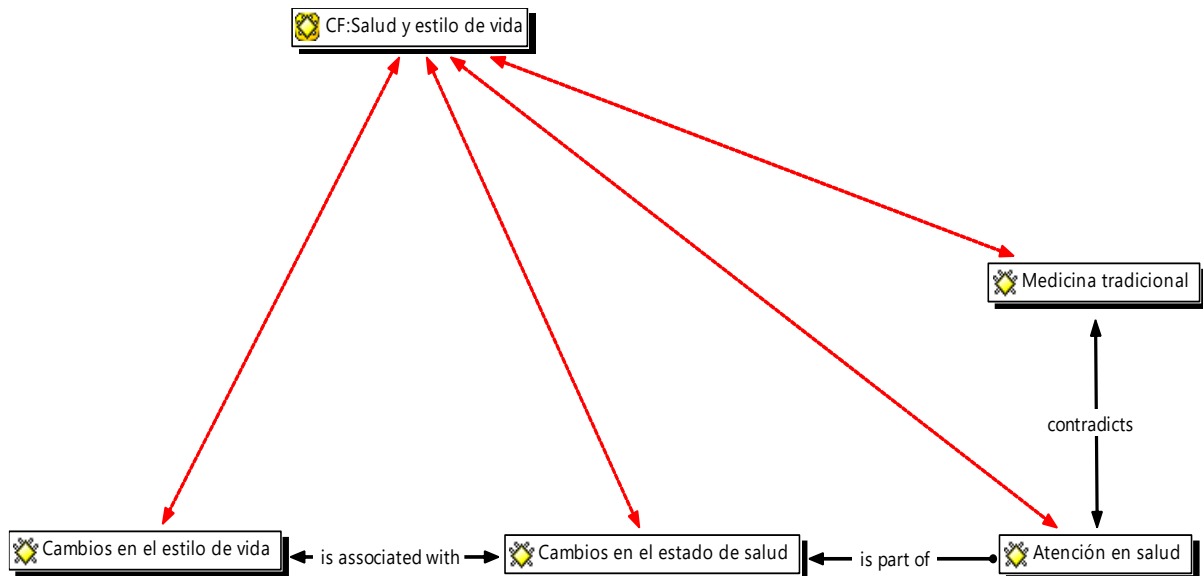 CF:Salud y estilo de vida
Medicina tradicional
contradicts
Cambios en el estilo de vida
is associated with
Cambios en el estado de salud
is part of
Atención en salud